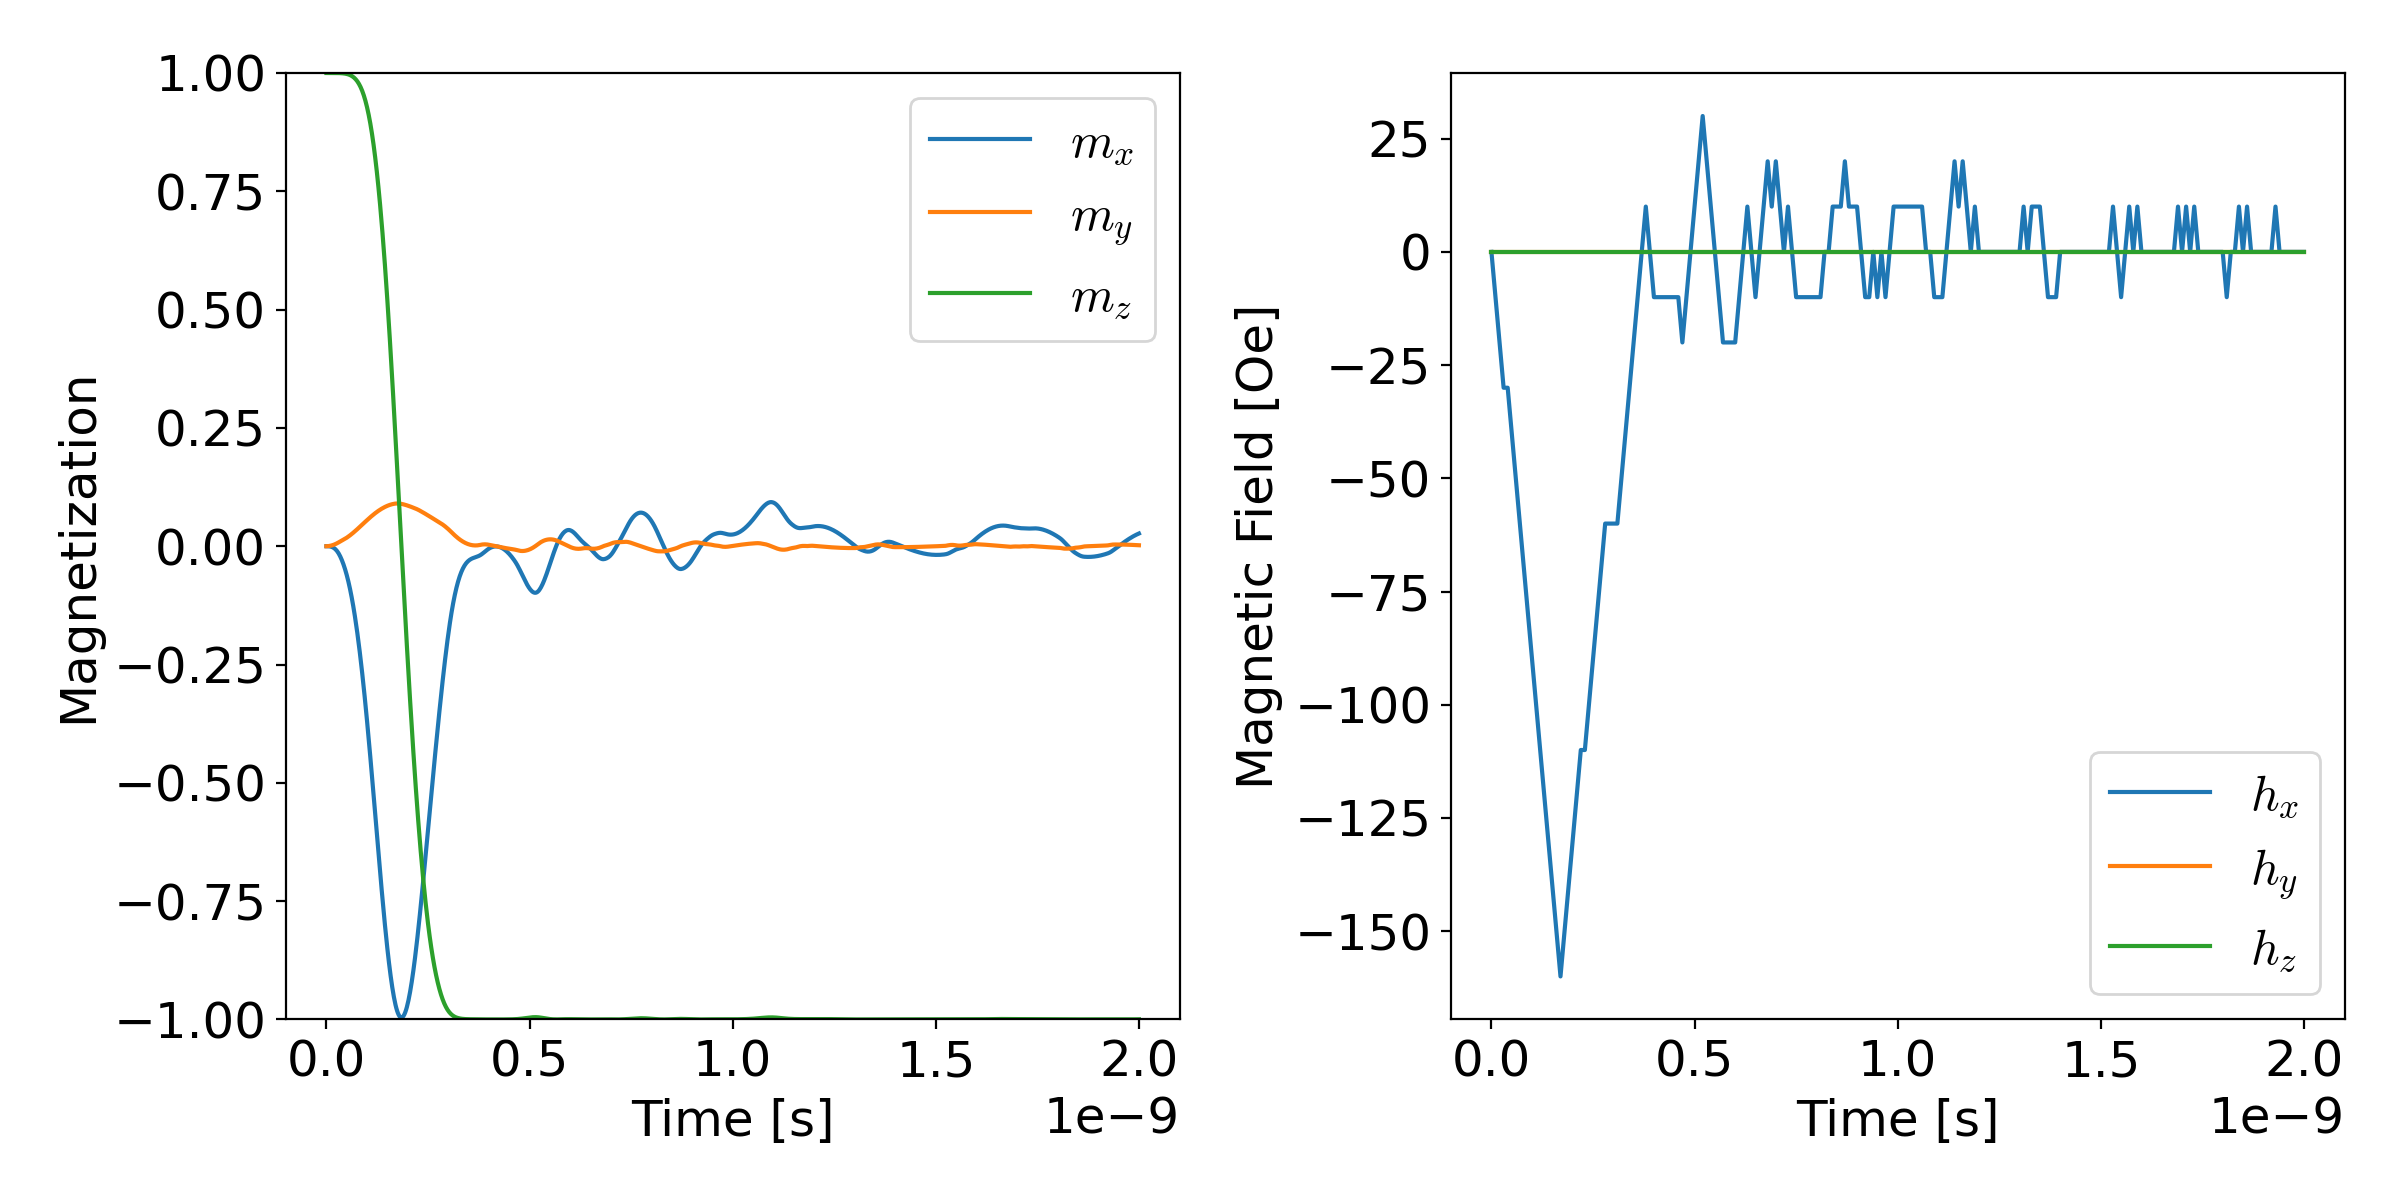 Magnetization
1.00
0.75
0.50
0.25
0.00
−0.25
−0.50
−0.75
−1.00
m_x
m_y
m_z
0.0 0.5 1.0 1.5 2.0
Time [s]
1e−9
Magnetic Field [Oe]
25
0
−25
−50
−75
−100
−125
−150
h_x
h_y
h_z
0.0 0.5 1.0 1.5 2.0
Time [s]
1e−9